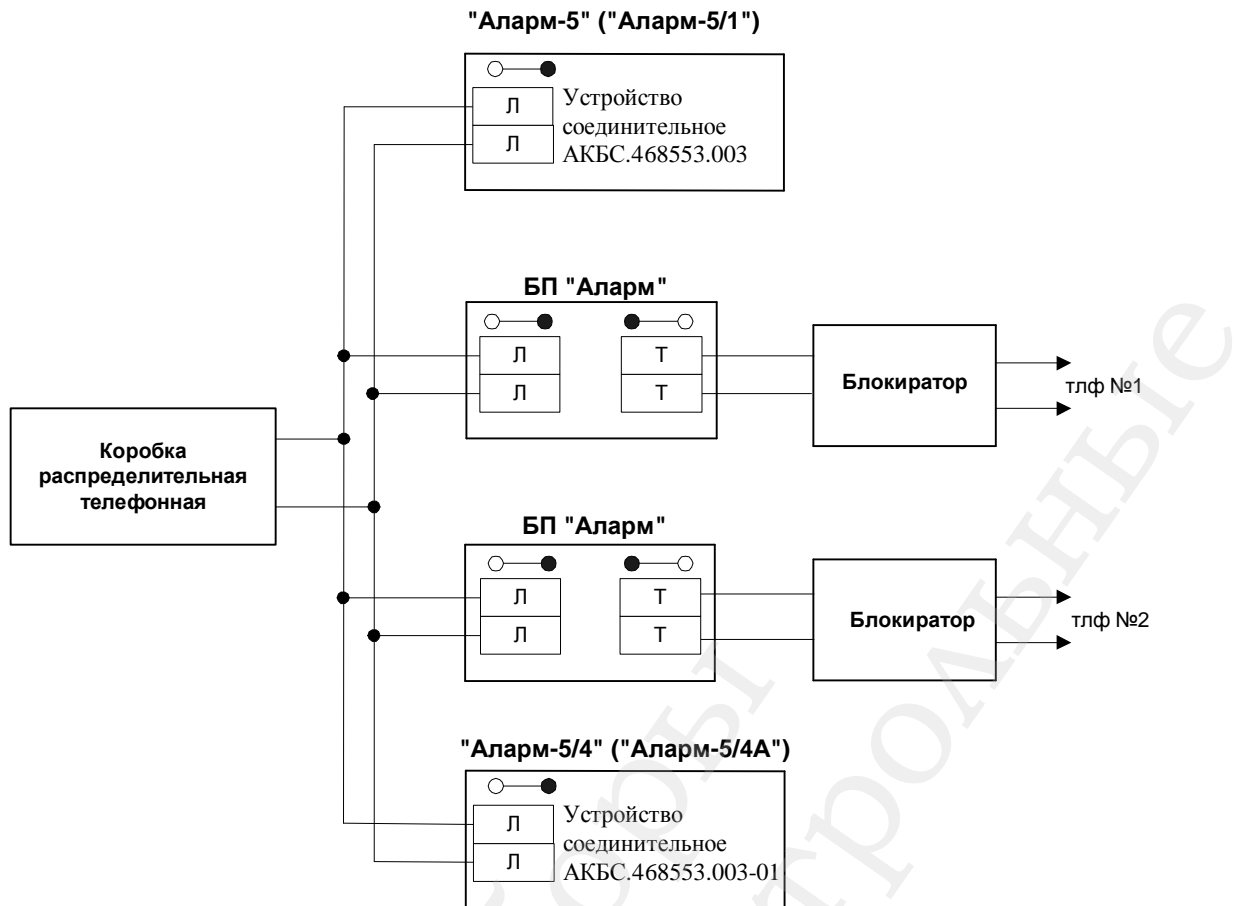 "Аларм-5" ("Аларм-5/1")
Л
Л
Устройство
соединительное
АКБС.468553.003
БП "Аларм"
Л
Л
Т
Т
Блокиратор
тлф №1
Коробка
распределительная
телефонная
БП "Аларм"
Л
Л
Т
Т
Блокиратор
тлф №2
"Аларм-5/4" ("Аларм-5/4А")
Л
Л
Устройство
соединительное
АКБС.468553.003-01